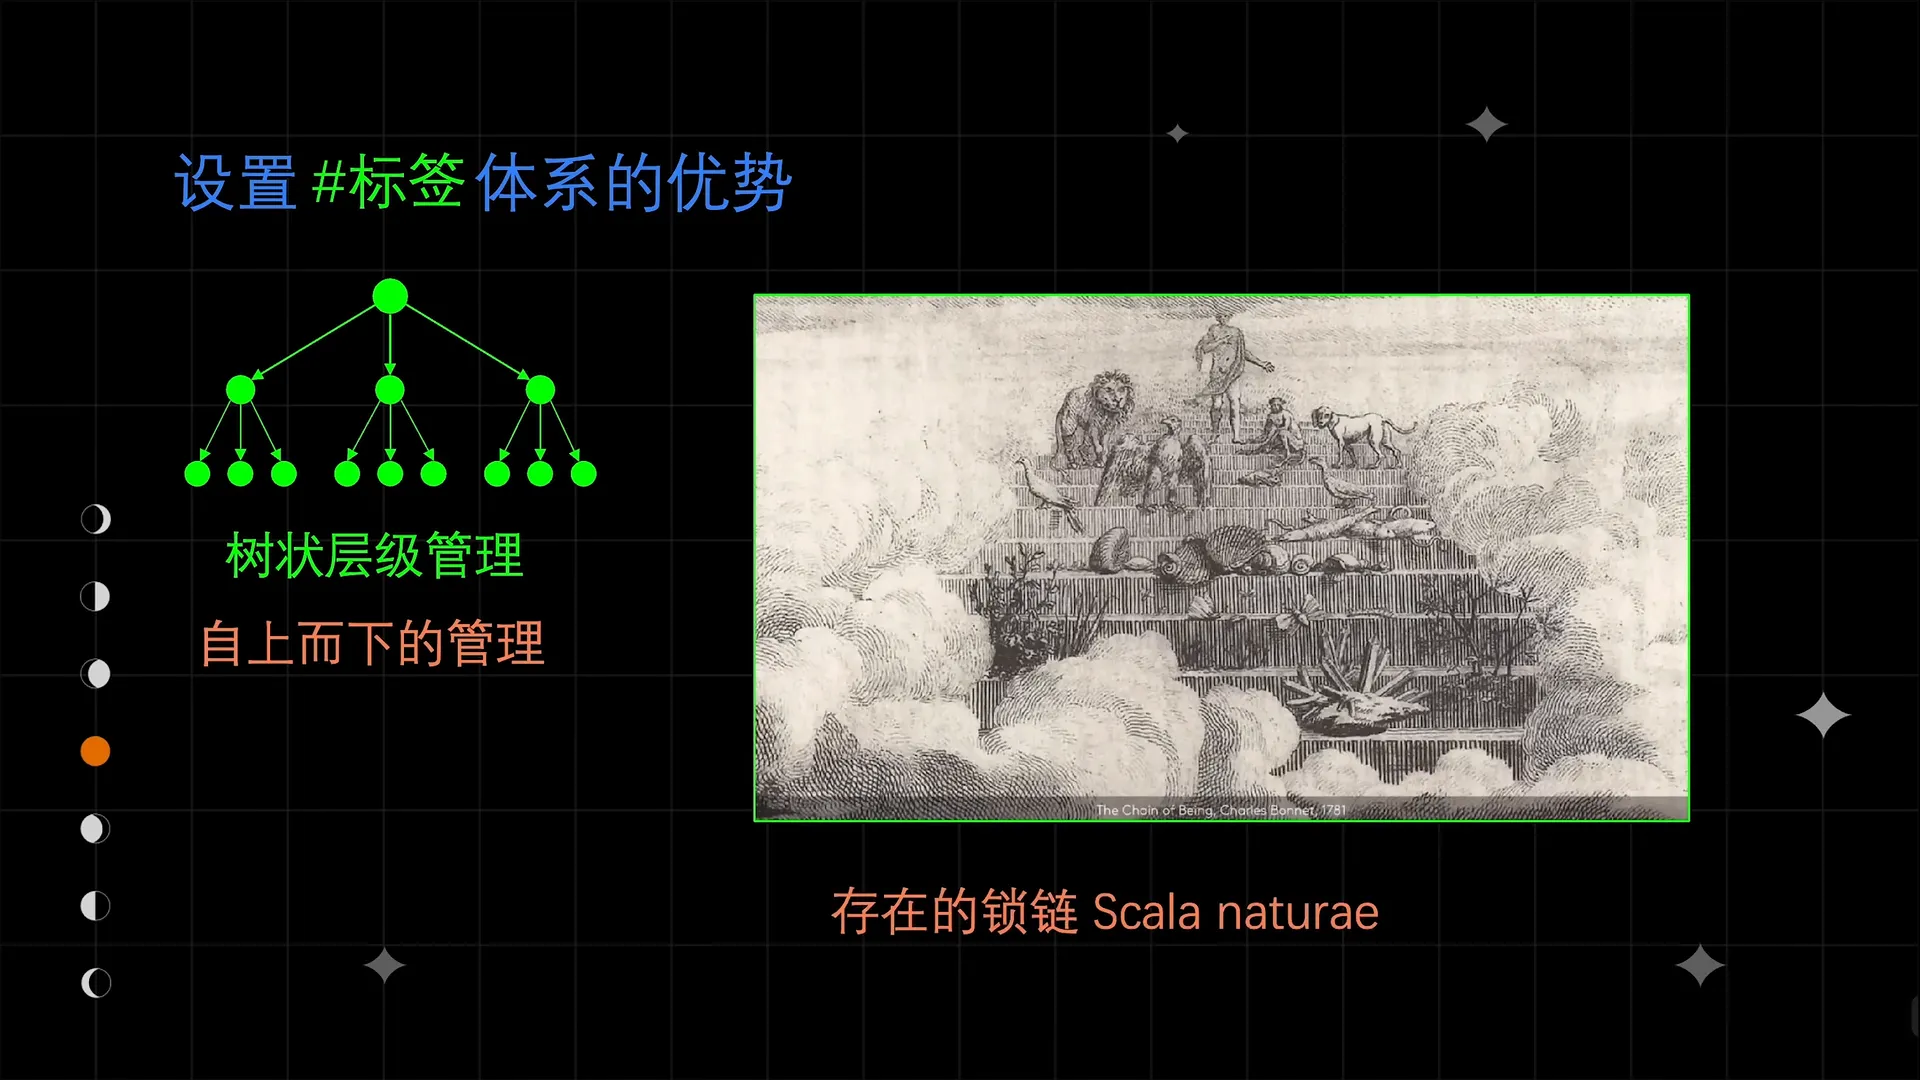 设置 #标签 体系的优势
树状层级管理
自上而下的管理
The Chain of Being, Charles Bonnet, 1781
存在的锁链 Scala naturae